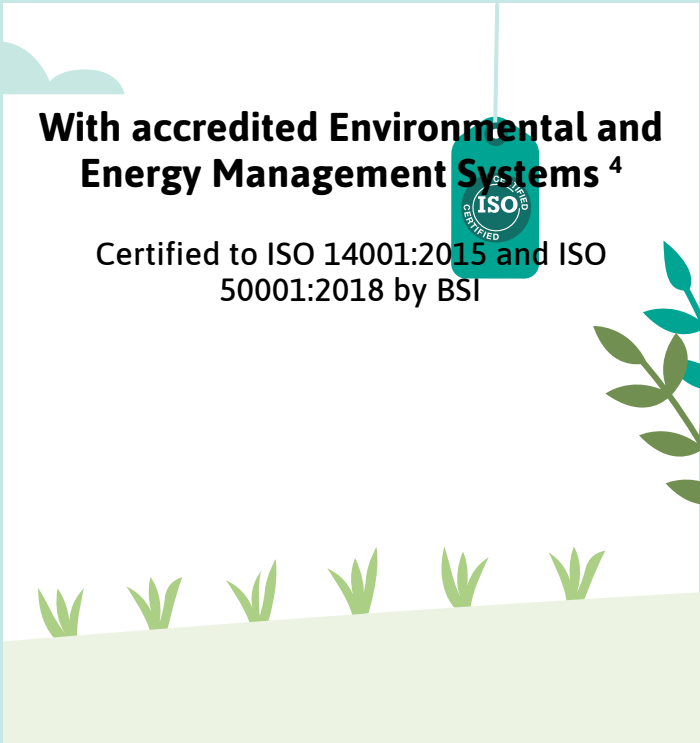 With accredited Environmental and
Energy Management Systems 4
CERTIFIED
ISO
CERTIFIED
Certified to ISO 14001:2015 and ISO
50001:2018 by BSI